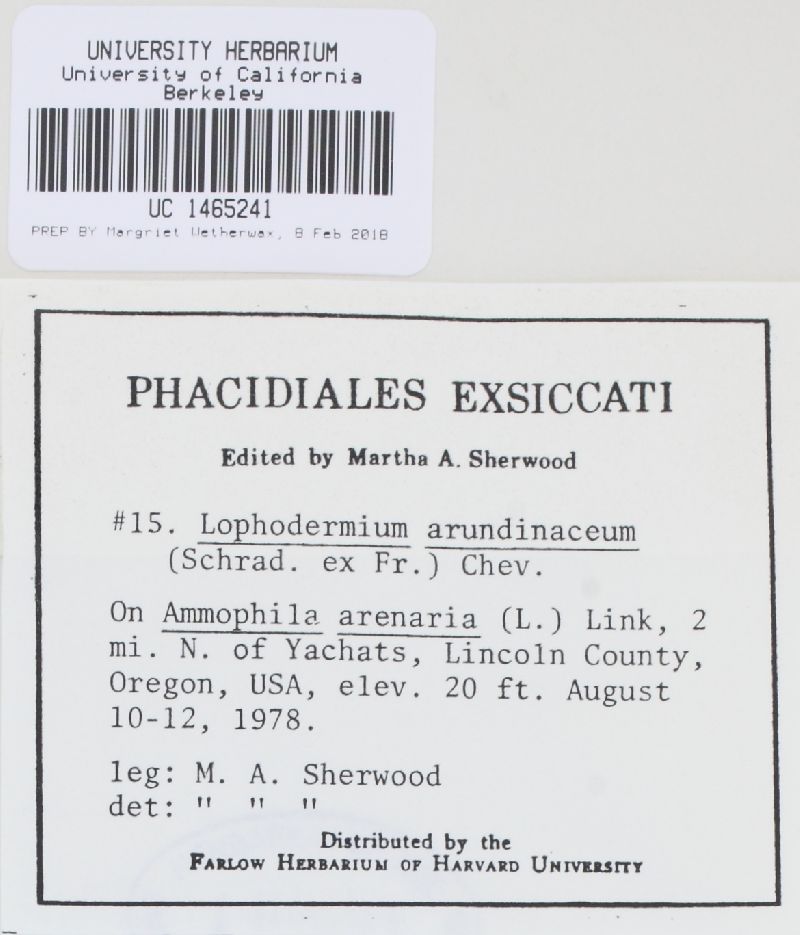 UNIVERSITY HERBARIUM
University of California
Berkeley
UC 1465241
PREP BY Margriet Wetherwax, 8 Feb 2018
PHACIDIALES EXSICCATI
Edited by Martha A. Sherwood
#15. Lophodermium arundinaceum
(Schrad. ex Fr.) Chev.
On Ammophila arenaria (L.) Link, 2
mi. N. of Yachats, Lincoln County,
Oregon, USA, elev. 20 ft. August
10-12, 1978.
leg: M. A. Sherwood
det: " " "
Distributed by the
FARLOW HERBARIUM OF HARVARD UNIVERSITY